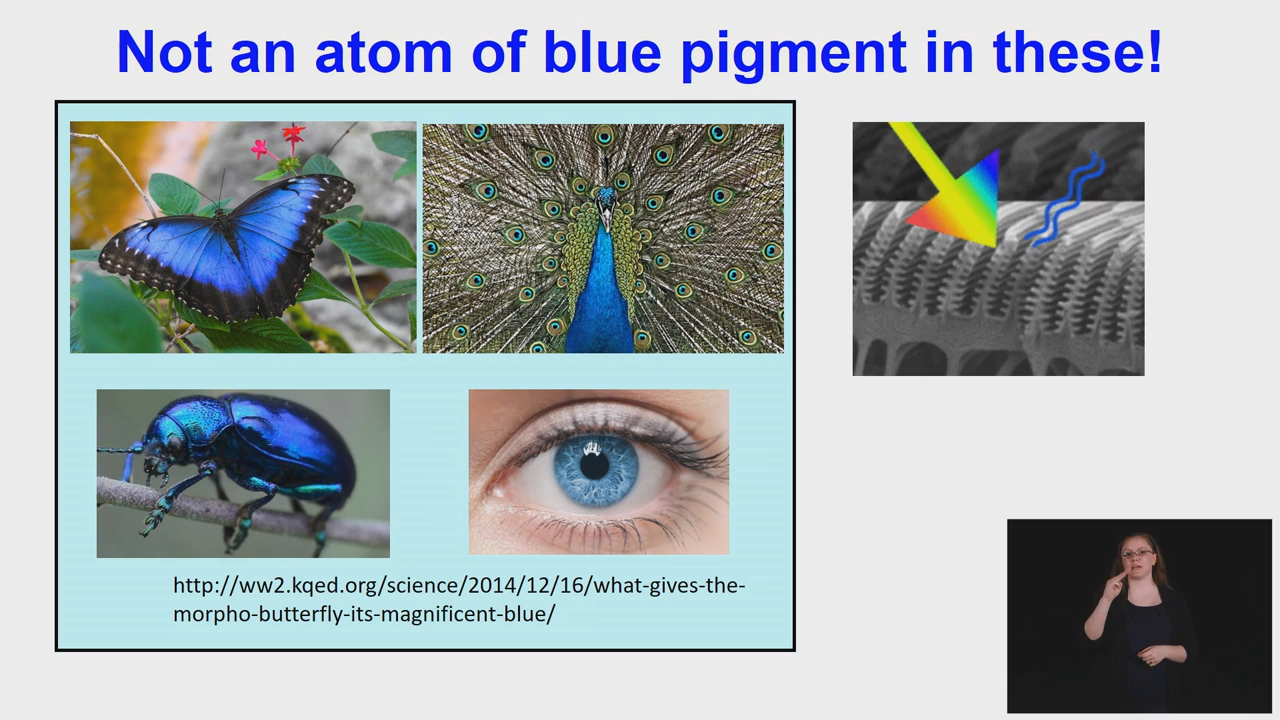 Not an atom of blue pigment in these!
http://ww2.kqed.org/science/2014/12/16/what-gives-the-
morpho-butterfly-its-magnificent-blue/